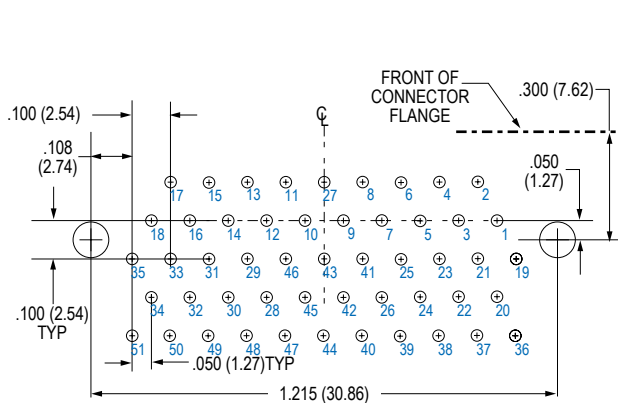 FRONT OF
CONNECTOR
FLANGE
.300 (7.62)
.100 (2.54)
℄
.108
(2.74)
.050
(1.27)
17 15 13 11 27 8 6 4 2
18 16 14 12 10 9 7 5 3 1
35 33 31 29 46 43 41 25 23 21 19
34 32 30 28 45 42 26 24 22 20
.100 (2.54)
TYP
51 50 49 48 47 44 40 39 38 37 36
.050 (1.27)TYP
1.215 (30.86)